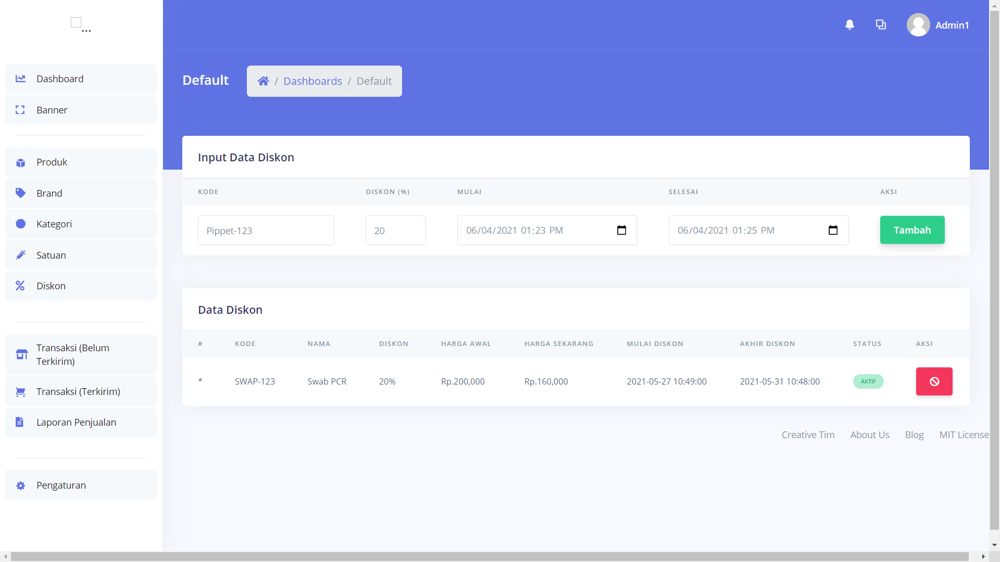 ...
Admin1
Dashboard
Banner
Produk
Brand
Kategori
Satuan
Diskon
Transaksi (Belum
Terkirim)
Transaksi (Terkirim)
Laporan Penjualan
Pengaturan
Default
/ Dashboards / Default
Input Data Diskon
KODE DISKON (%) MULAI SELESAI AKSI
Pippet-123 20 06/04/2021 01:23 PM 06/04/2021 01:25 PM Tambah
Data Diskon
# KODE NAMA DISKON HARGA AWAL HARGA SEKARANG MULAI DISKON AKHIR DISKON STATUS AKSI
* SWAP-123 Swab PCR 20% Rp.200,000 Rp.160,000 2021-05-27 10:49:00 2021-05-31 10:48:00 AKTIF
Creative Tim About Us Blog MIT License